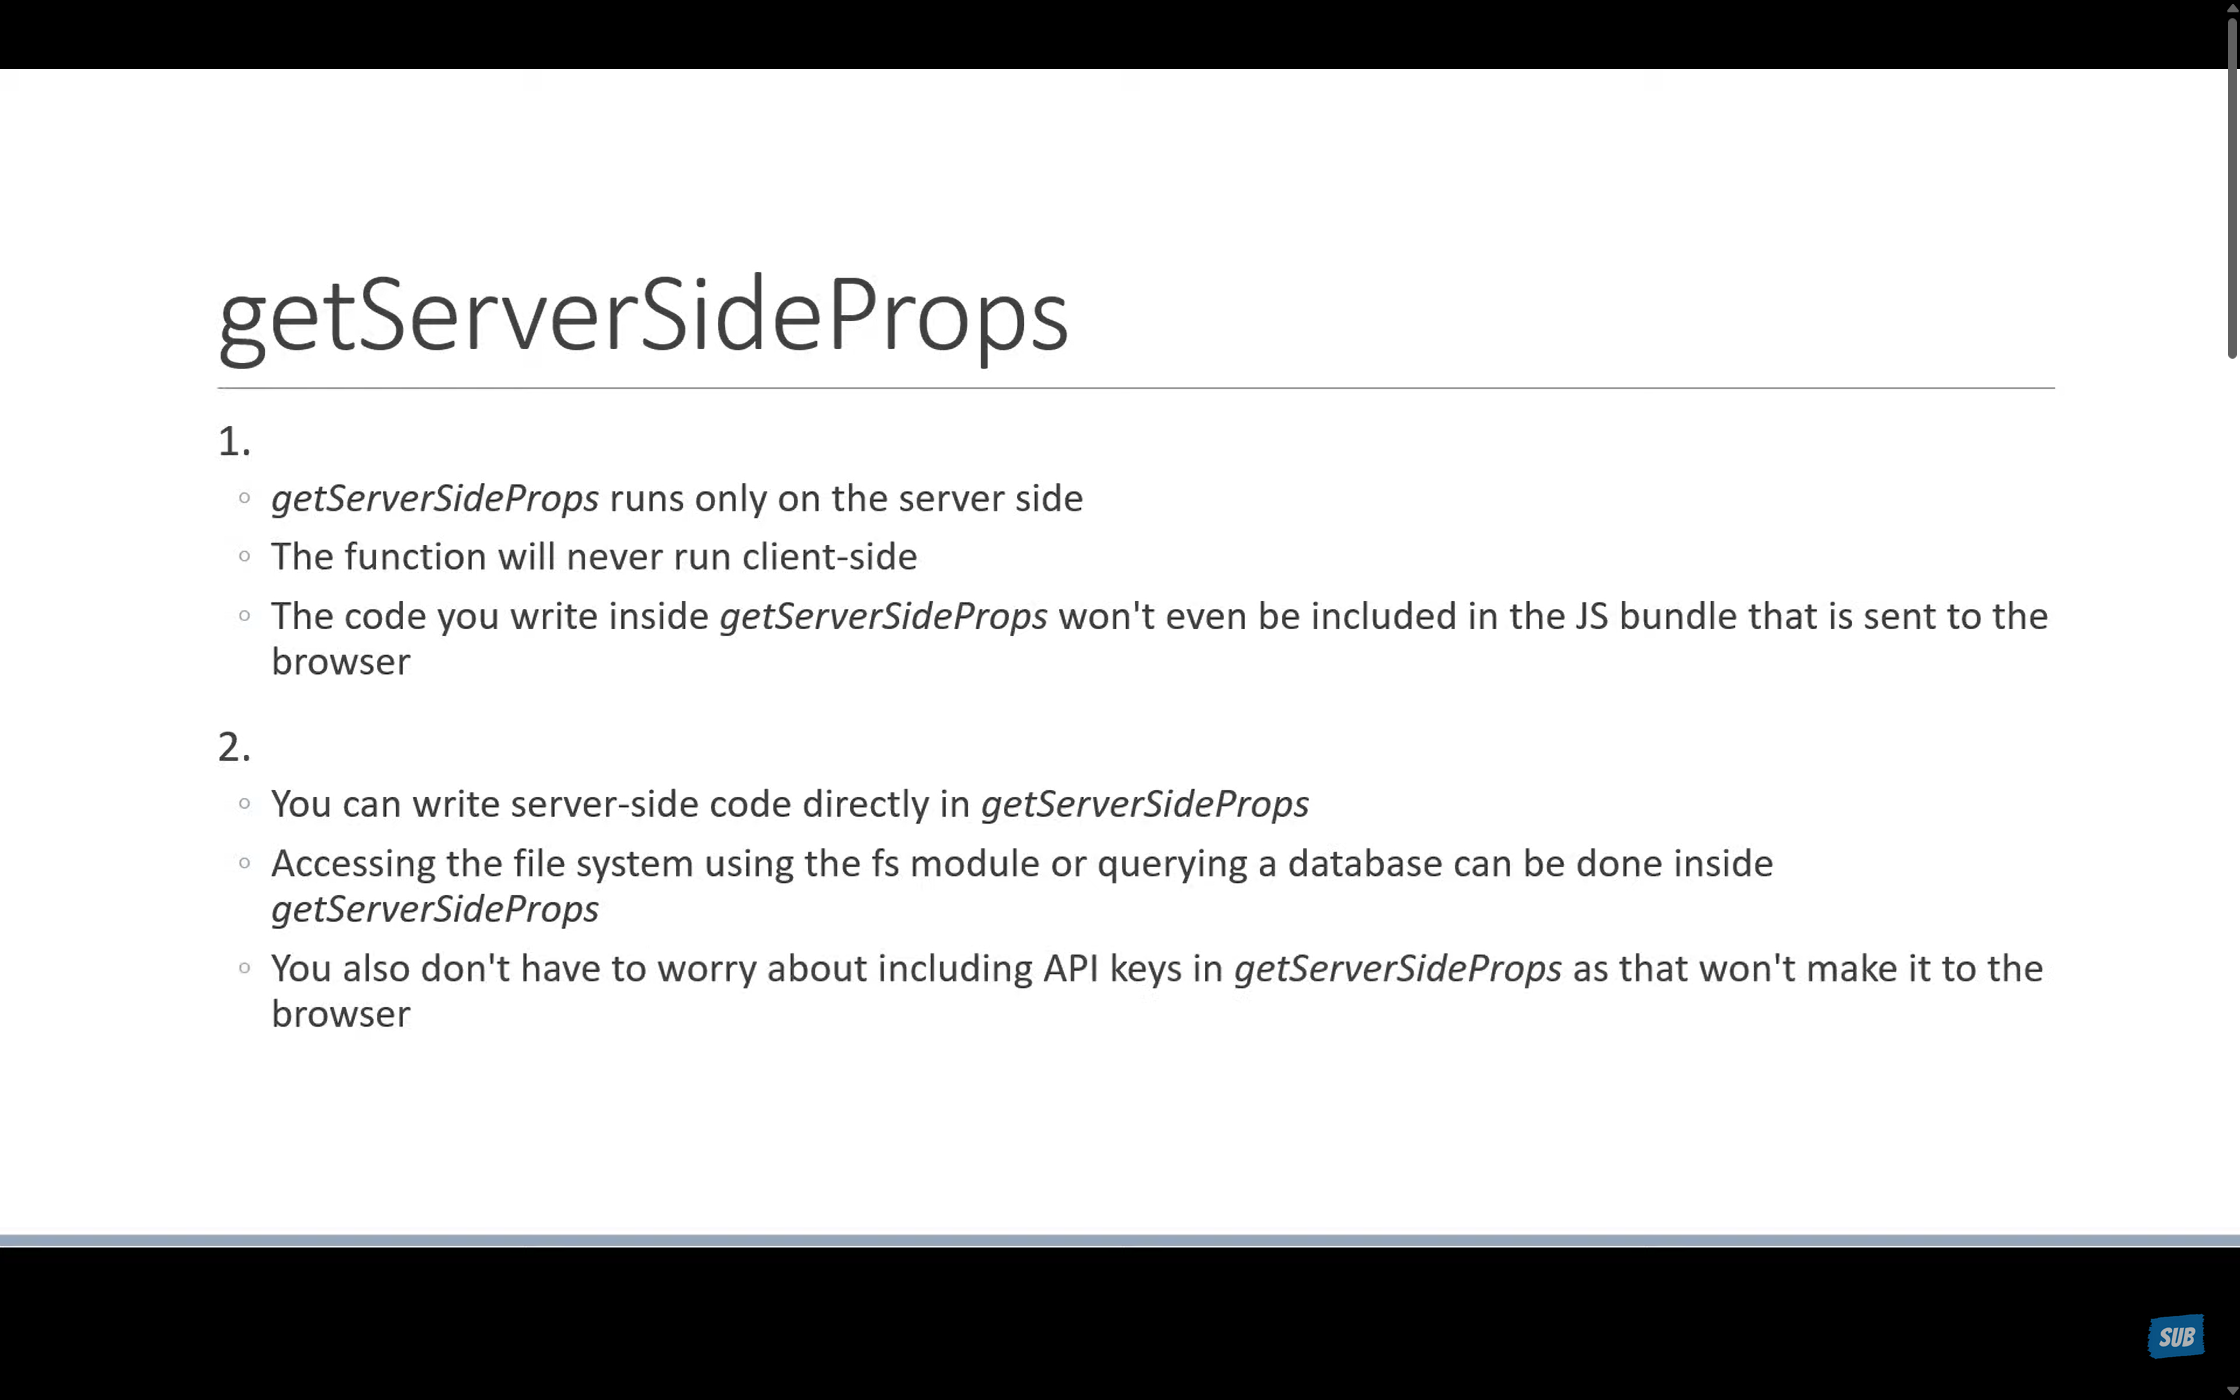 getServerSideProps
1.
◦ getServerSideProps runs only on the server side
◦ The function will never run client-side
◦ The code you write inside getServerSideProps won't even be included in the JS bundle that is sent to the
browser
2.
◦ You can write server-side code directly in getServerSideProps
◦ Accessing the file system using the fs module or querying a database can be done inside
getServerSideProps
◦ You also don't have to worry about including API keys in getServerSideProps as that won't make it to the
browser
SUB